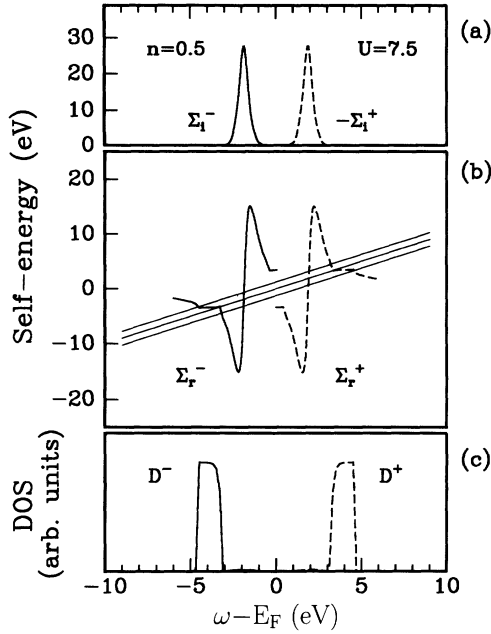 (a)
30
n=0.5 U=7.5
20
Σᵢ⁻ −Σᵢ⁺
10
0
(b)
20
10
0
−10
−20
Σᵣ⁻ Σᵣ⁺
Self−energy (eV)
(c)
D⁻ D⁺
DOS
(arb. units)
−10 −5 0 5 10
ω−E_F (eV)